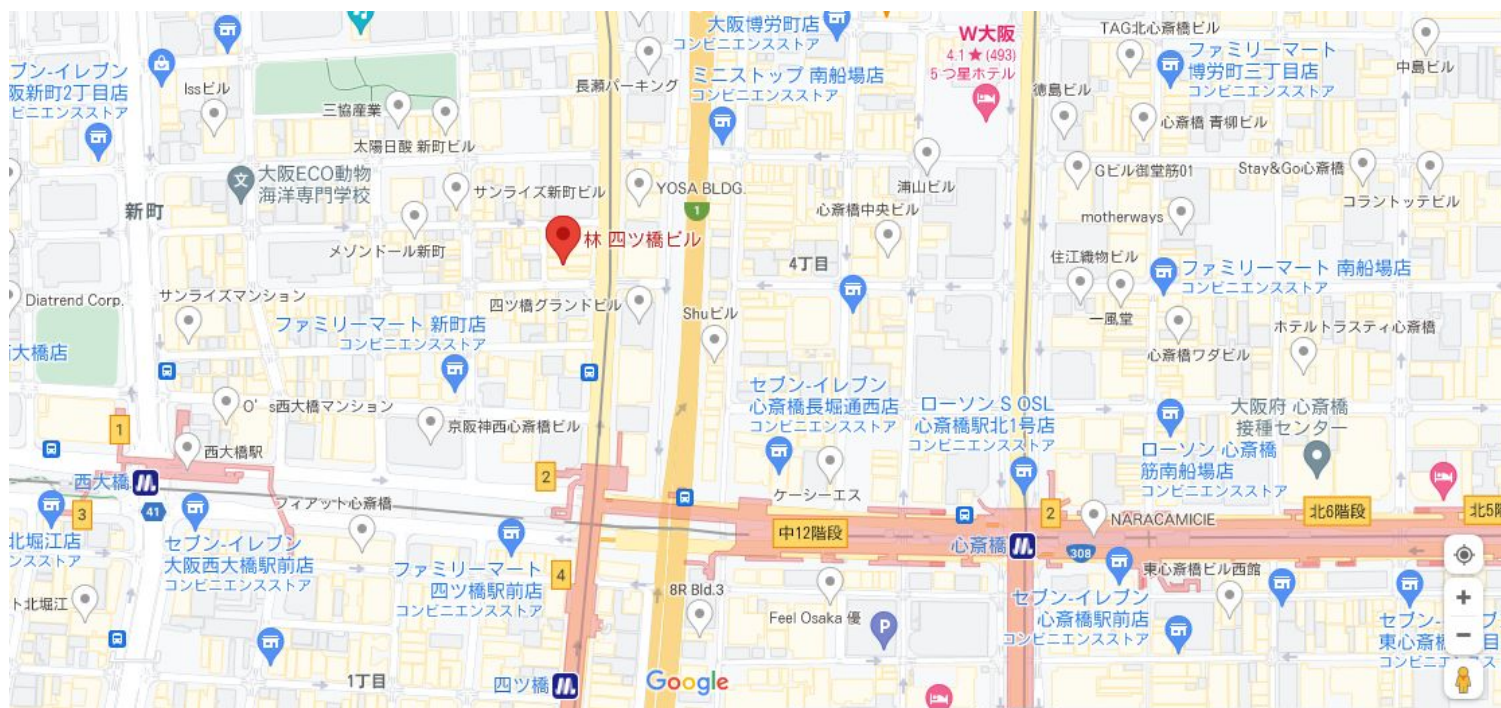 大阪博労町店
コンビニエンスストア
W大阪
4.1★(493)
5つ星ホテル
TAG北心斎橋ビル
ファミリーマート
博労町三丁目店
コンビニエンスストア
中島ビル
ブン-イレブン
阪新町2丁目店
ビニエンスストア
Issビル
三協産業
太陽日酸 新町ビル
長瀬パーキング
ミニストップ 南船場店
コンビニエンスストア
徳島ビル
心斎橋 青柳ビル
文
大阪ECO動物
海洋専門学校
新町
サンライズ新町ビル
YOSA BLDG.
1
浦山ビル
Gビル御堂筋01
Stay&Go心斎橋
コラントッテビル
メゾンドール新町
林 四ツ橋ビル
心斎橋中央ビル
motherways
4丁目
住江織物ビル
ファミリーマート 南船場店
コンビニエンスストア
Diatrend Corp.
サンライズマンション
四ツ橋グランドビル
Shuビル
一風堂
ファミリーマート 新町店
コンビニエンスストア
心斎橋ワダビル
ホテルトラスティ心斎橋
大橋店
O's西大橋マンション
京阪神西心斎橋ビル
セブン-イレブン
心斎橋長堀通西店
コンビニエンスストア
ローソン S OSL
心斎橋駅北1号店
コンビニエンスストア
大阪府 心斎橋
接種センター
ローソン 心斎橋
筋南船場店
コンビニエンスストア
1
西大橋駅
西大橋
2
41
3
フィアット心斎橋
ケーシーエス
2
NARACAMICIE
北6階段
北5階
中12階段
心斎橋
308
北堀江店
ンスストア
セブン-イレブン
大阪西大橋駅前店
コンビニエンスストア
ファミリーマート
四ツ橋駅前店
コンビニエンスストア
4
8R Bld.3
Feel Osaka 優
P
東心斎橋ビル西館
セブン-イレブン
心斎橋駅前店
コンビニエンスストア
ト北堀江
1丁目
四ツ橋
Google